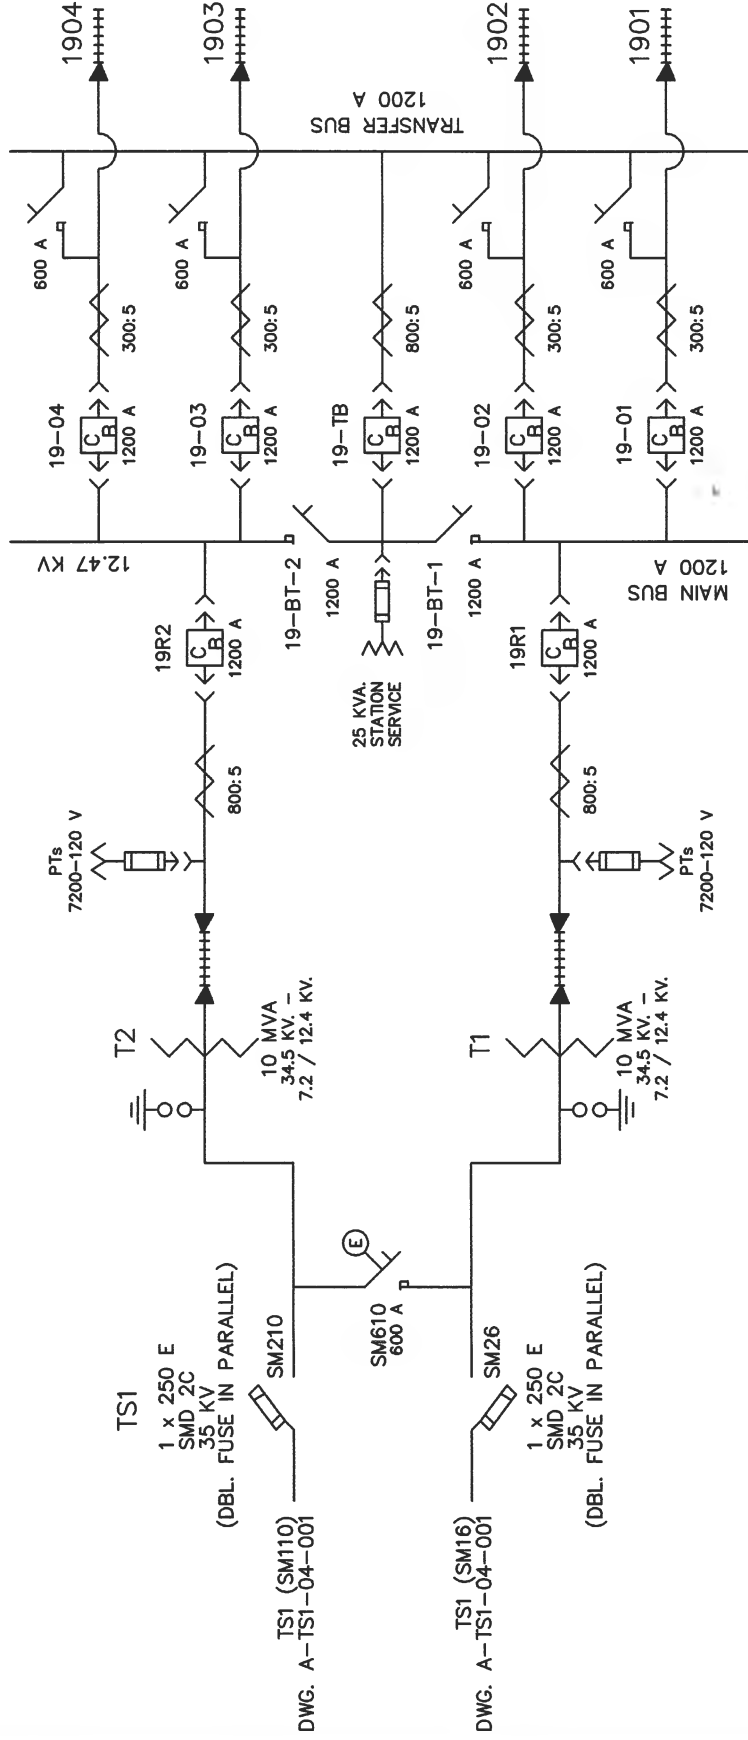 1904
1903
1902
1901
TRANSFER BUS
1200 A
600 A
600 A
600 A
600 A
300:5
300:5
800:5
300:5
300:5
19-04
1200 A
19-03
1200 A
19-TB
1200 A
19-02
1200 A
19-01
1200 A
C R
C R
C R
C R
C R
12.47 KV
MAIN BUS
1200 A
19-BT-2
1200 A
19-BT-1
1200 A
25 KVA.
STATION
SERVICE
19R2
C R
1200 A
19R1
C R
1200 A
800:5
800:5
PTs
7200-120 V
PTs
7200-120 V
T2
10 MVA
34.5 KV. -
7.2 / 12.4 KV.
T1
10 MVA
34.5 KV. -
7.2 / 12.4 KV.
E
SM610
600 A
TS1
1 x 250 E
SMD 2C
35 KV
(DBL. FUSE IN PARALLEL)
SM210
SM26
1 x 250 E
SMD 2C
35 KV
(DBL. FUSE IN PARALLEL)
TS1 (SM110)
DWG. A-TS1-04-001
TS1 (SM16)
DWG. A-TS1-04-001